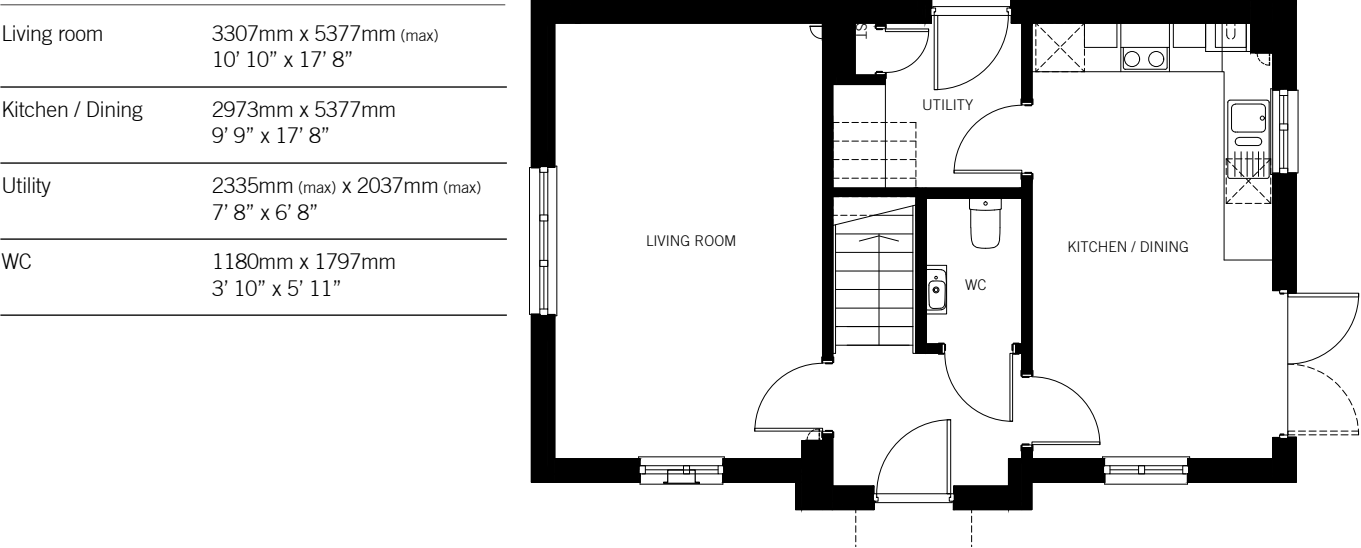 Living room 3307mm x 5377mm (max)
10’ 10” x 17’ 8”
Kitchen / Dining 2973mm x 5377mm
9’ 9” x 17’ 8”
Utility 2335mm (max) x 2037mm (max)
7’ 8” x 6’ 8”
WC 1180mm x 1797mm
3’ 10” x 5’ 11”
ST
UTILITY
LIVING ROOM
KITCHEN / DINING
WC